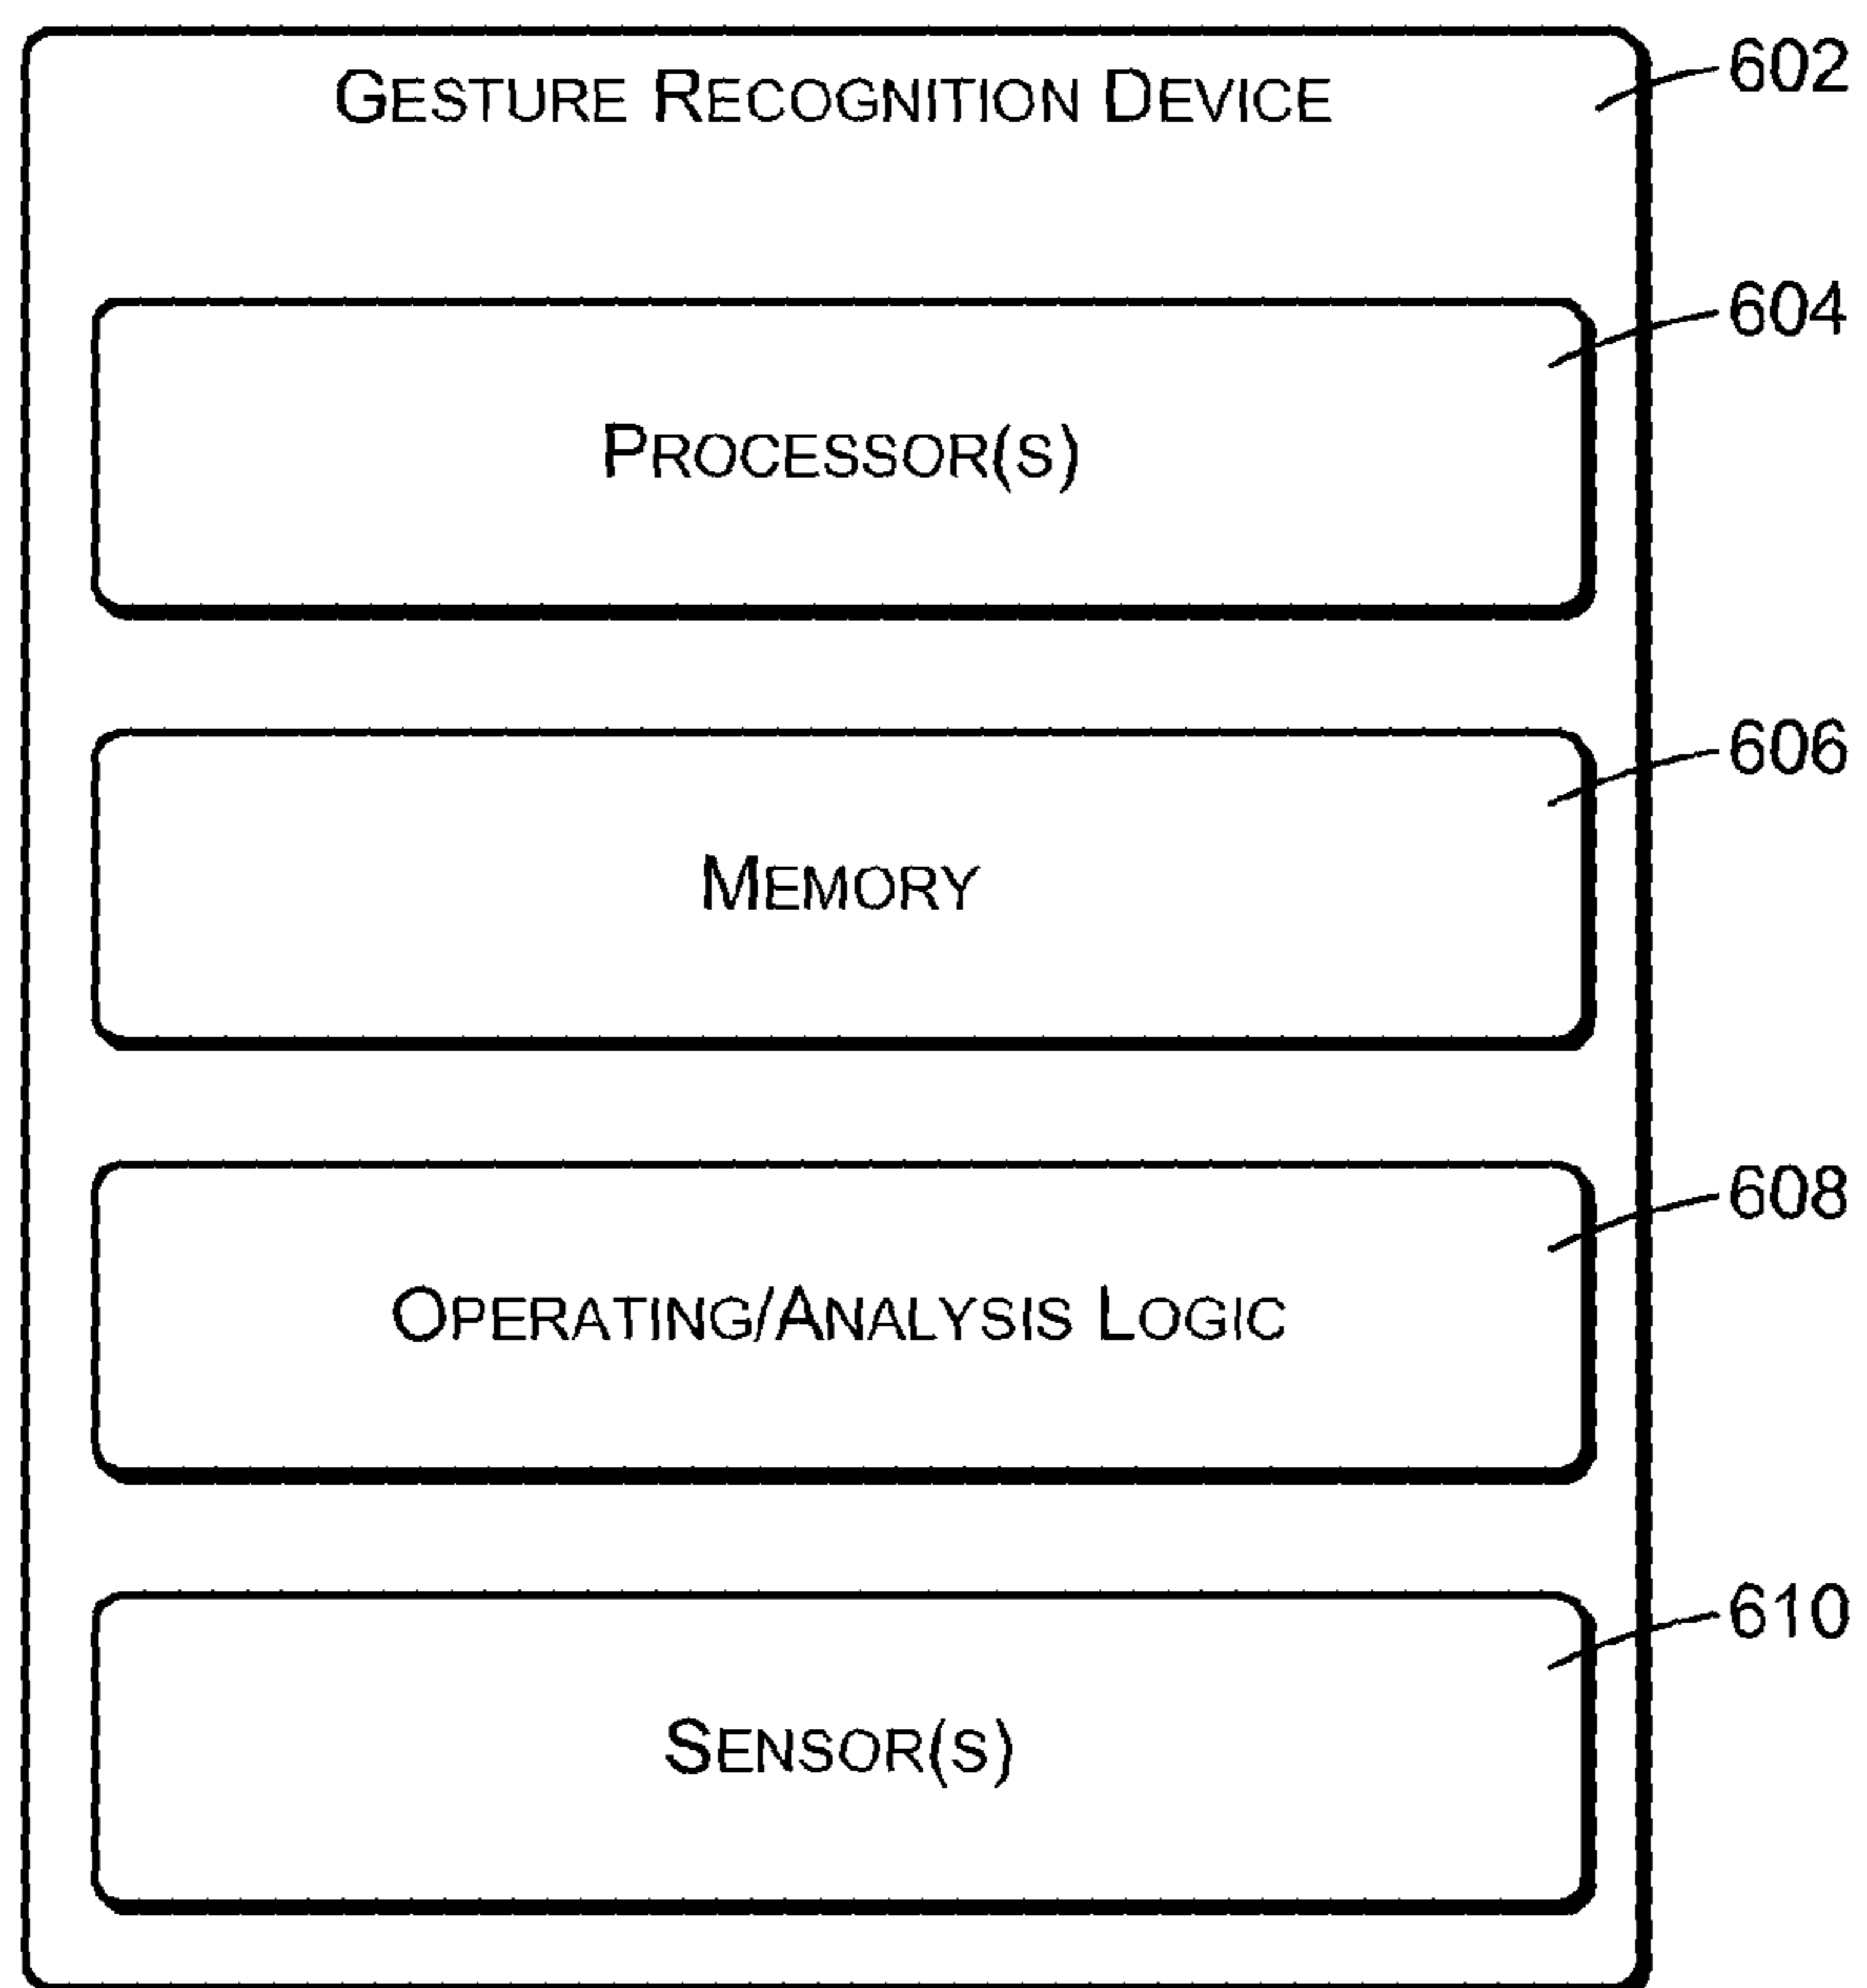 GESTURE RECOGNITION DEVICE
602
604
PROCESSOR(S)
606
MEMORY
608
OPERATING/ANALYSIS LOGIC
610
SENSOR(S)